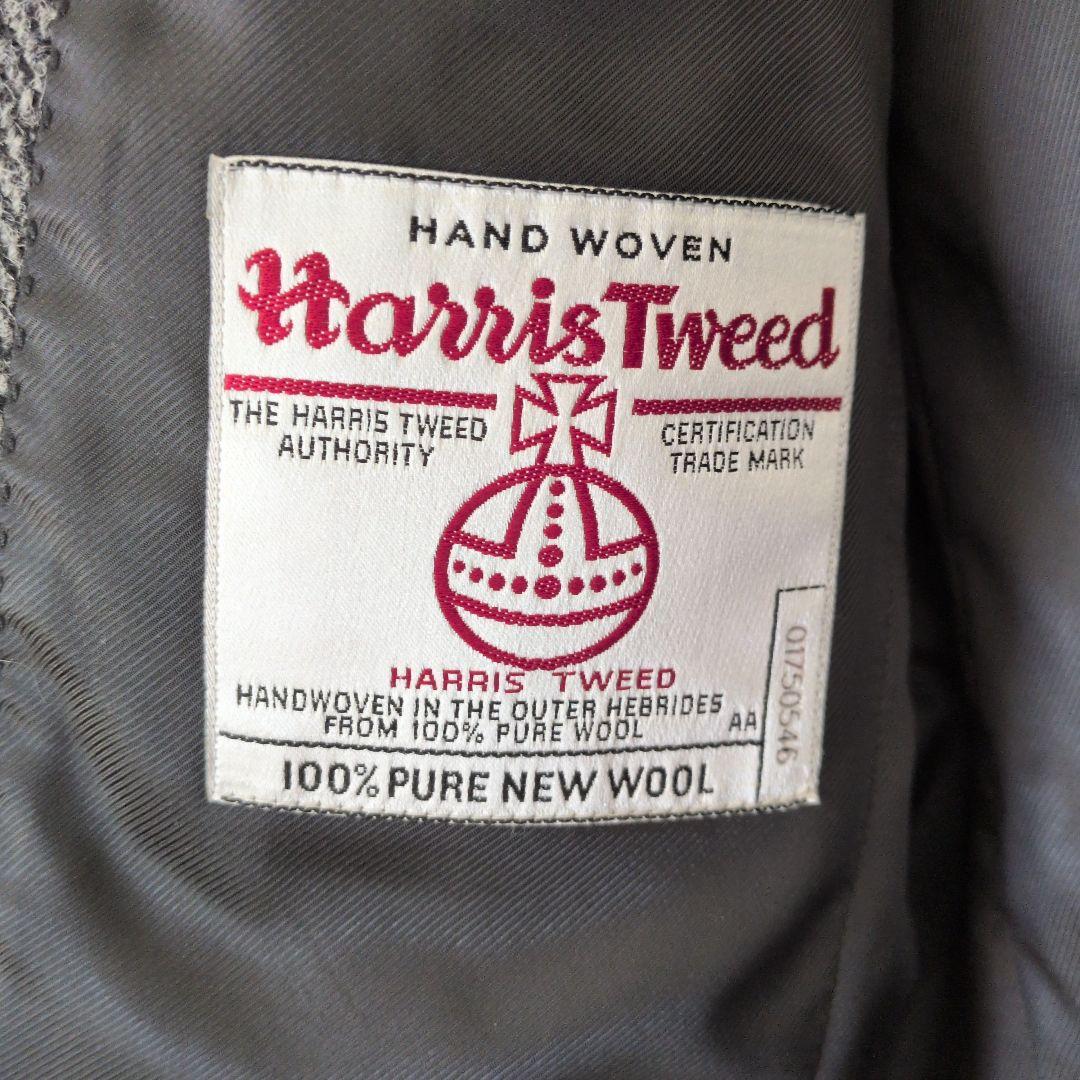 HAND WOVEN
Harris Tweed
THE HARRIS TWEED
AUTHORITY
CERTIFICATION
TRADE MARK
HARRIS TWEED
HANDWOVEN IN THE OUTER HEBRIDES
FROM 100% PURE WOOL
AA
01750546
100% PURE NEW WOOL